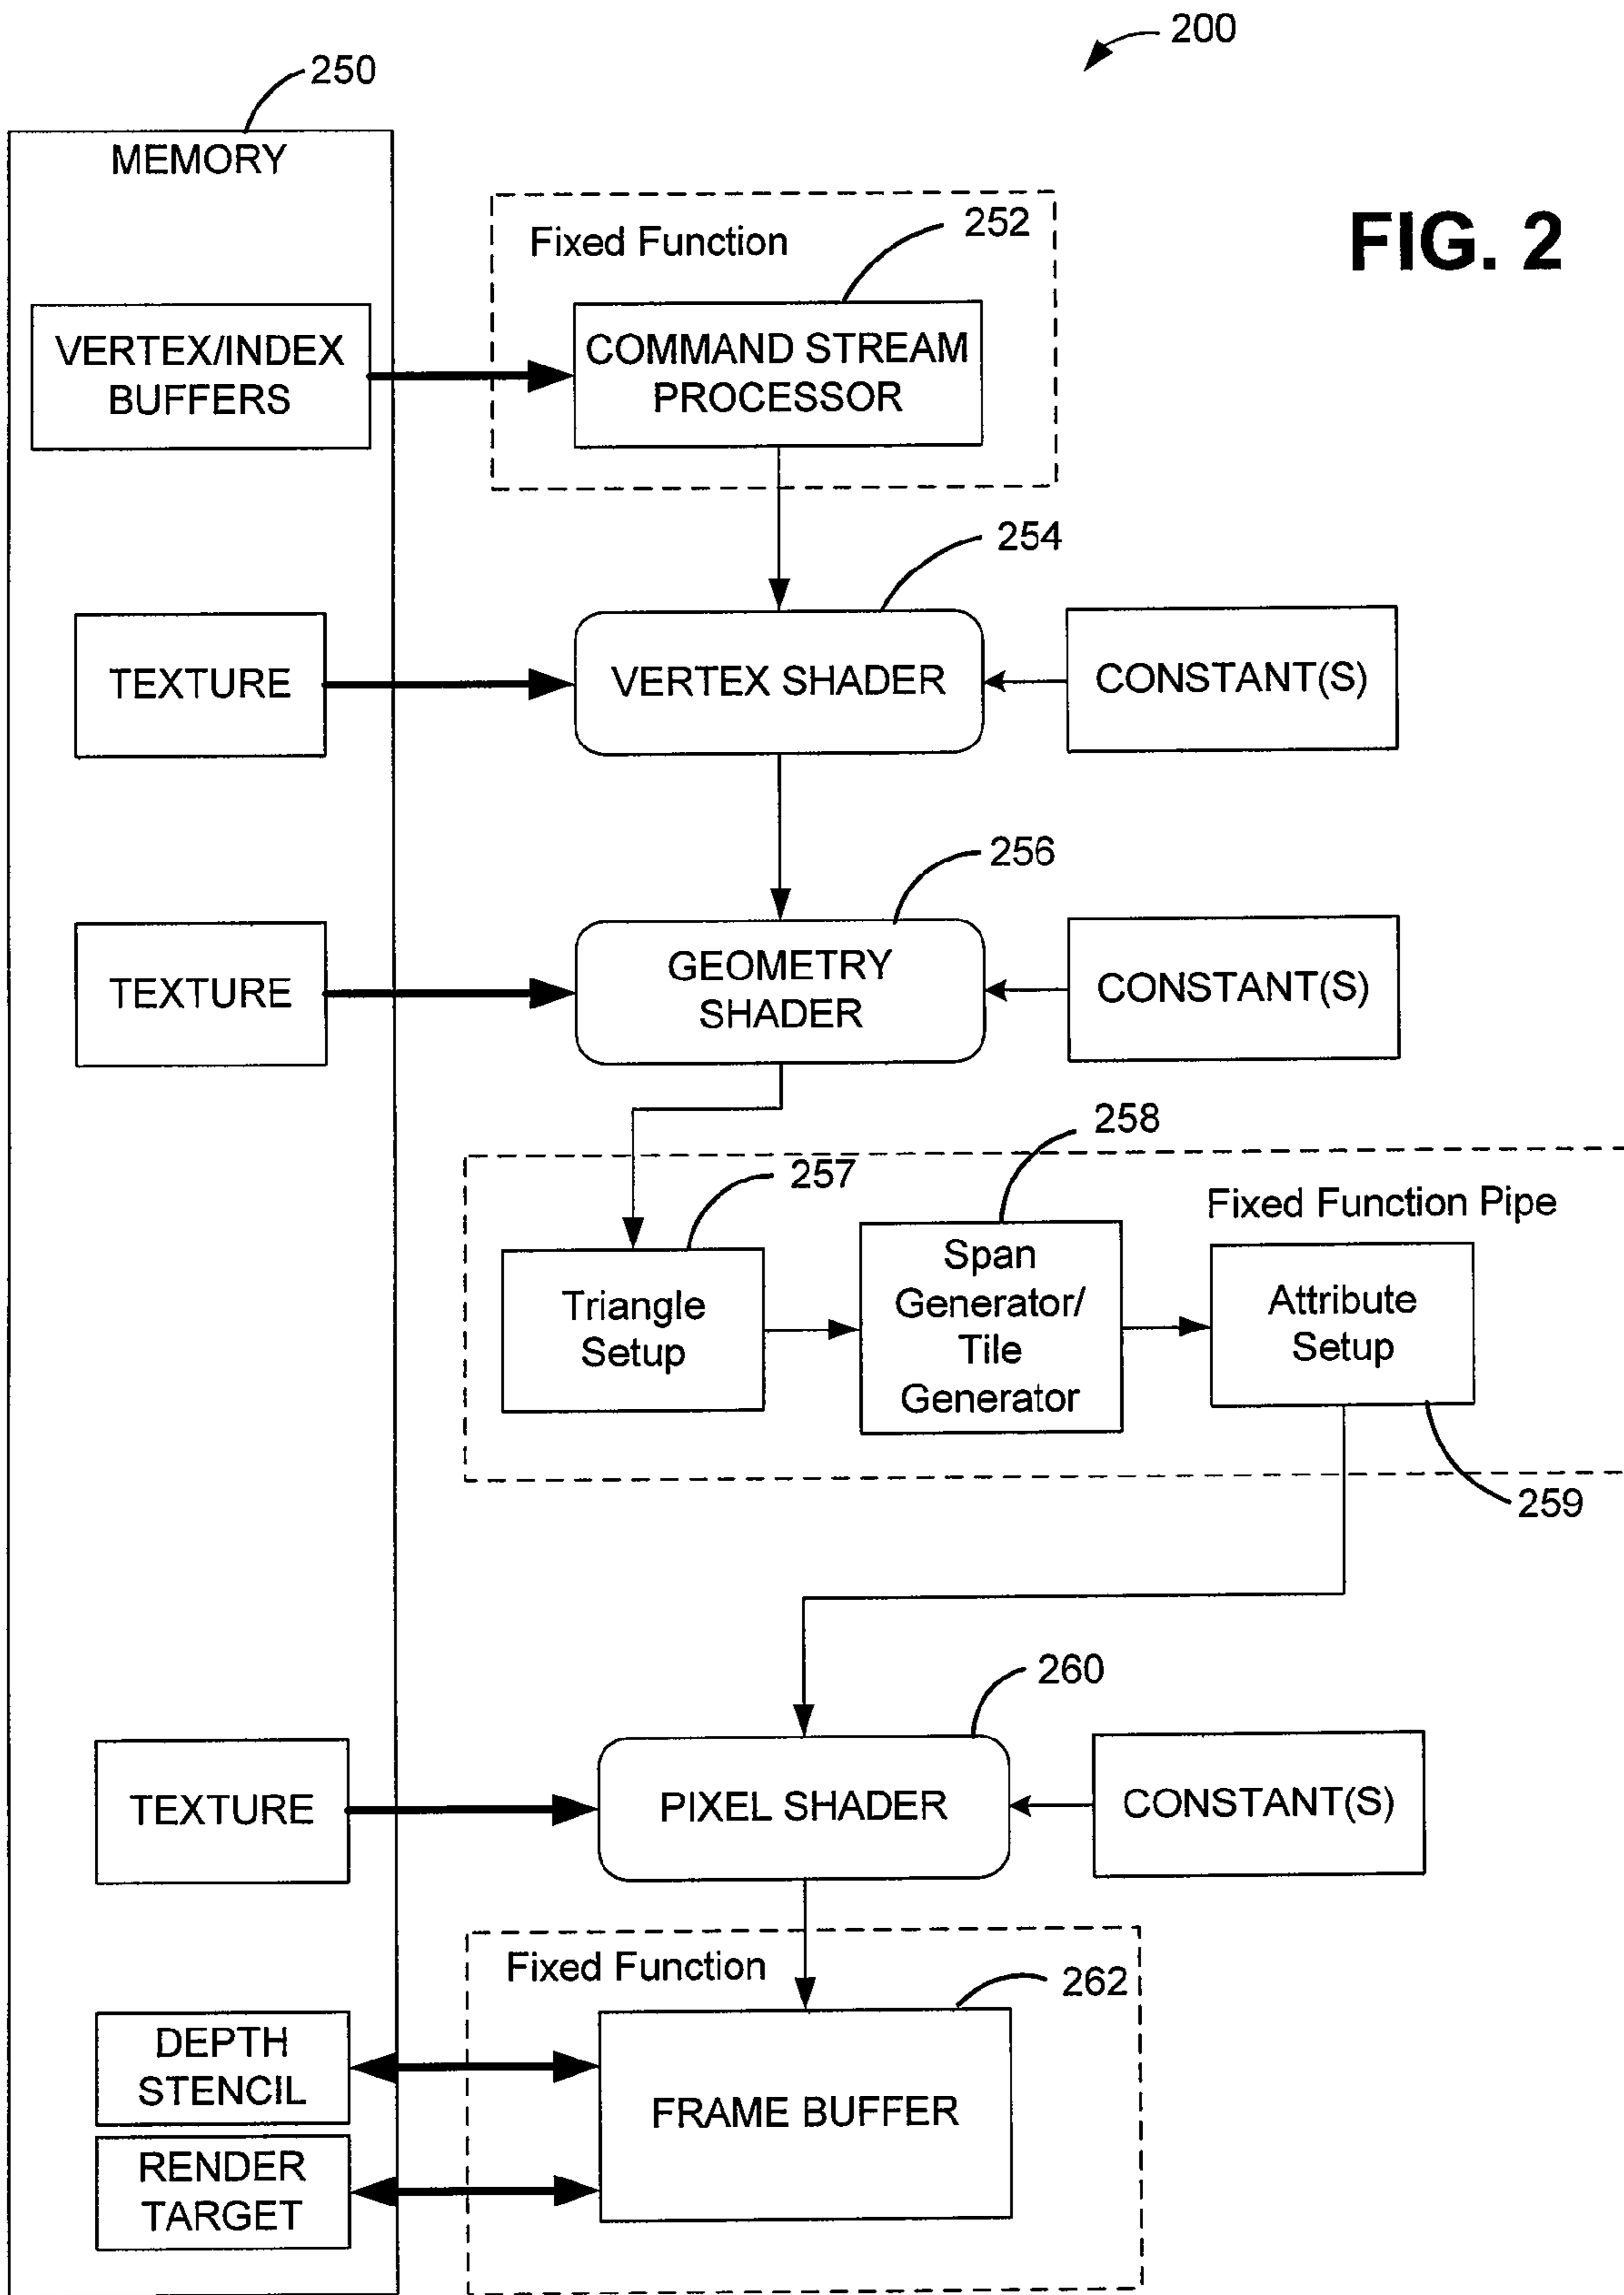 200
250
MEMORY
FIG. 2
Fixed Function
252
VERTEX/INDEX
BUFFERS
COMMAND STREAM
PROCESSOR
254
TEXTURE
VERTEX SHADER
CONSTANT(S)
256
TEXTURE
GEOMETRY
SHADER
CONSTANT(S)
258
257
Fixed Function Pipe
Triangle
Setup
Span
Generator/
Tile
Generator
Attribute
Setup
259
260
TEXTURE
PIXEL SHADER
CONSTANT(S)
Fixed Function
262
DEPTH
STENCIL
FRAME BUFFER
RENDER
TARGET